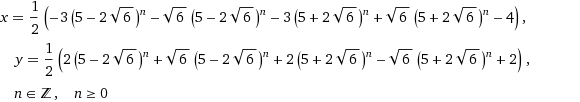 x = 1/2 (-3 (5 - 2 √6)^n - √6 (5 - 2 √6)^n - 3 (5 + 2 √6)^n + √6 (5 + 2 √6)^n - 4),
y = 1/2 (2 (5 - 2 √6)^n + √6 (5 - 2 √6)^n + 2 (5 + 2 √6)^n - √6 (5 + 2 √6)^n + 2),
n ∈ ℤ, n ≥ 0